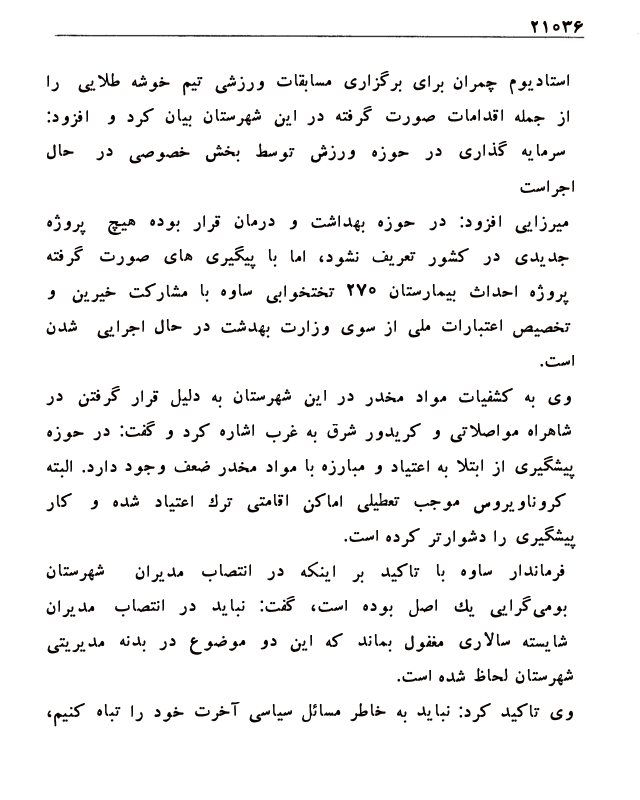 ۲۱۰۳۶
استادیوم چمران برای برگزاری مسابقات ورزشی تیم خوشه طلایی را
از جمله اقدامات صورت گرفته در این شهرستان بیان کرد و افزود:
سرمایه گذاری در حوزه ورزش توسط بخش خصوصی در حال
اجراست
میرزایی افزود: در حوزه بهداشت و درمان قرار بوده هیچ پروژه
جدیدی در کشور تعریف نشود، اما با پیگیری های صورت گرفته
پروژه احداث بیمارستان ۲۷۰ تختخوابی ساوه با مشارکت خیرین و
تخصیص اعتبارات ملی از سوی وزارت بهدشت در حال اجرایی شدن
است.
وی به کشفیات مواد مخدر در این شهرستان به دلیل قرار گرفتن در
شاهراه مواصلاتی و کریدور شرق به غرب اشاره کرد و گفت: در حوزه
پیشگیری از ابتلا به اعتیاد و مبارزه با مواد مخدر ضعف وجود دارد. البته
کروناویروس موجب تعطیلی اماکن اقامتی ترك اعتیاد شده و کار
پیشگیری را دشوارتر کرده است.
فرماندار ساوه با تاکید بر اینکه در انتصاب مدیران شهرستان
بومی‌گرایی یك اصل بوده است، گفت: نباید در انتصاب مدیران
شایسته سالاری مغفول بماند که این دو موضوع در بدنه مدیریتی
شهرستان لحاظ شده است.
وی تاکید کرد: نباید به خاطر مسائل سیاسی آخرت خود را تباه کنیم،